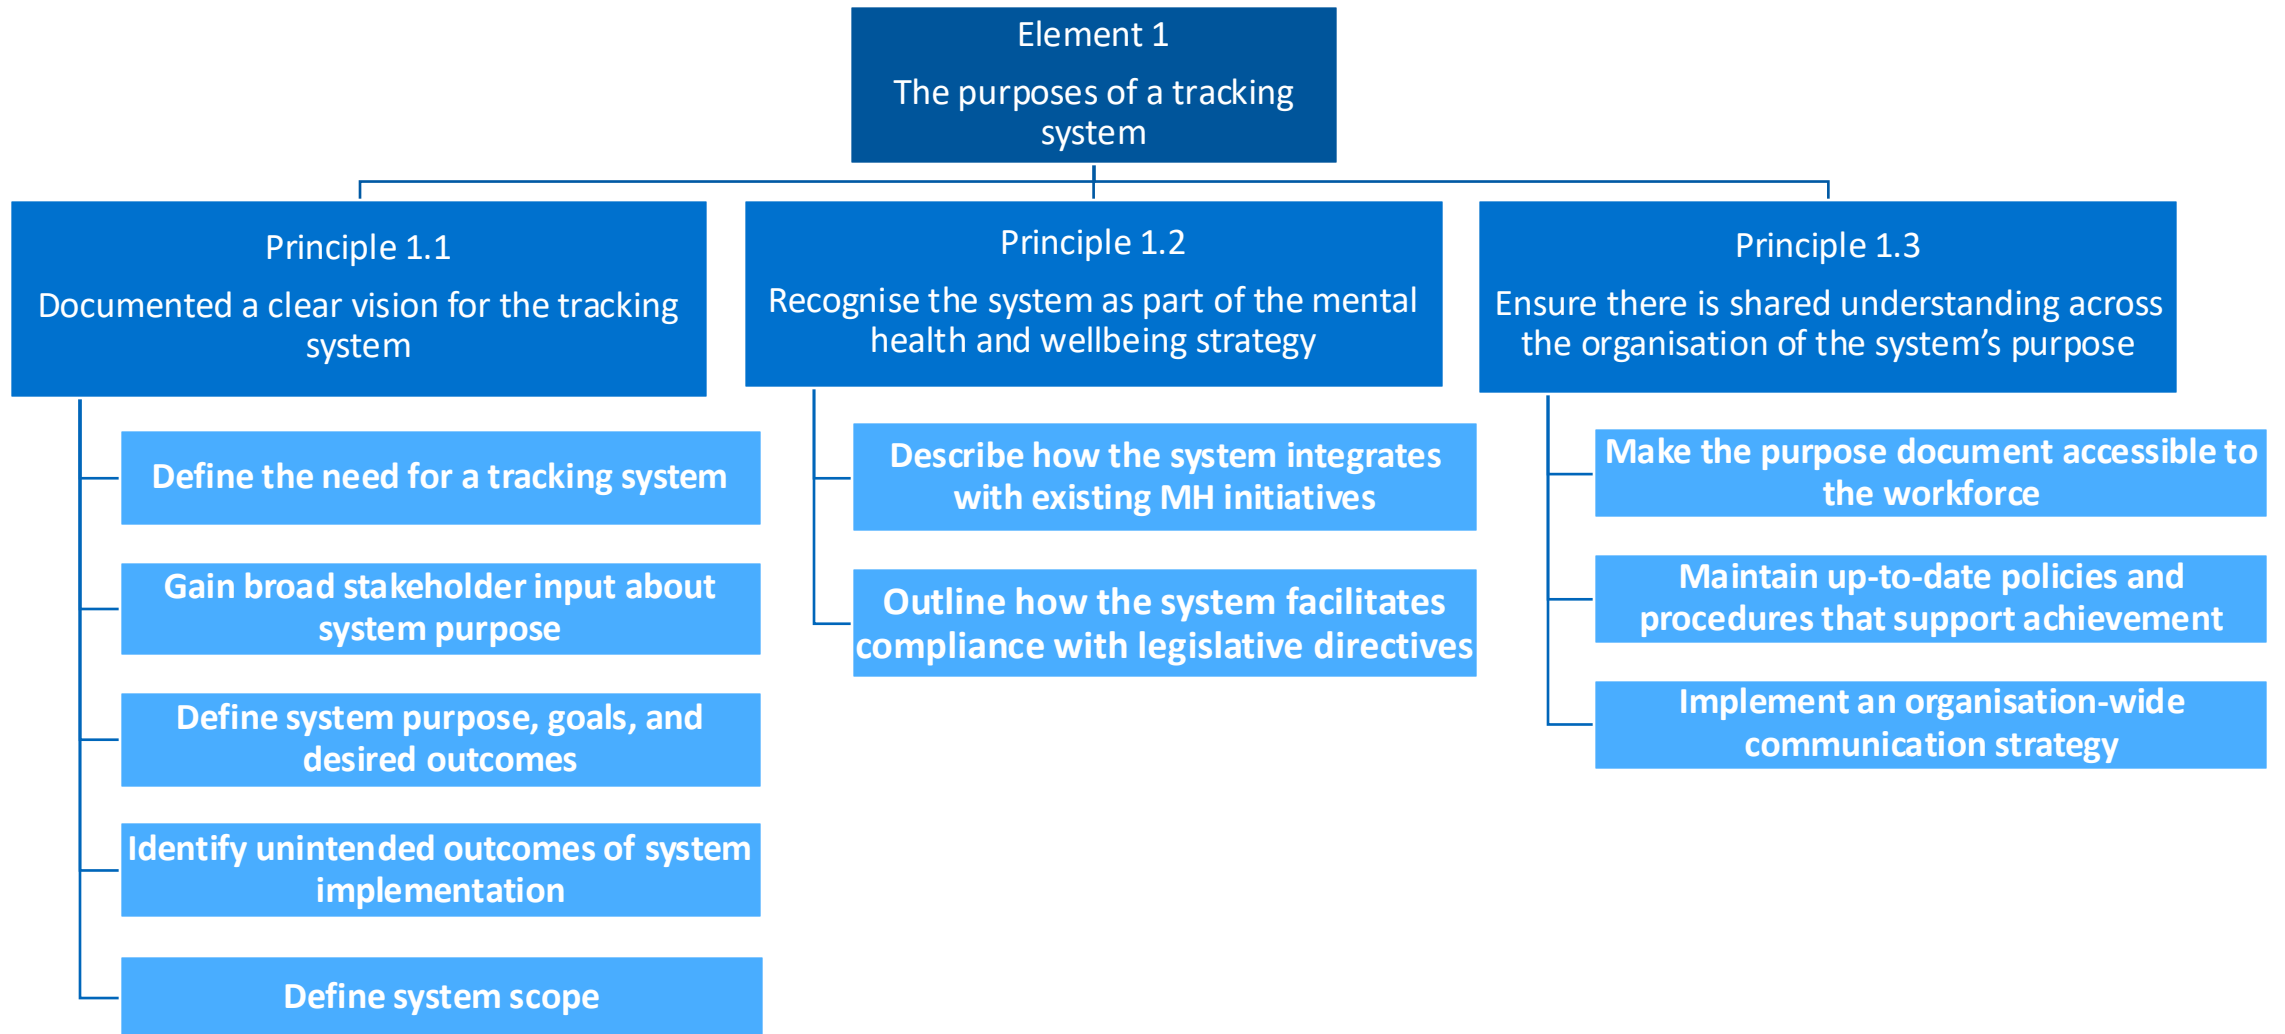 Element 1
The purposes of a tracking
system
Principle 1.1
Documented a clear vision for the tracking
system
Define the need for a tracking system
Gain broad stakeholder input about
system purpose
Define system purpose, goals, and
desired outcomes
Identify unintended outcomes of system
implementation
Define system scope
Principle 1.2
Recognise the system as part of the mental
health and wellbeing strategy
Describe how the system integrates
with existing MH initiatives
Outline how the system facilitates
compliance with legislative directives
Principle 1.3
Ensure there is shared understanding across
the organisation of the system’s purpose
Make the purpose document accessible to
the workforce
Maintain up-to-date policies and
procedures that support achievement
Implement an organisation-wide
communication strategy